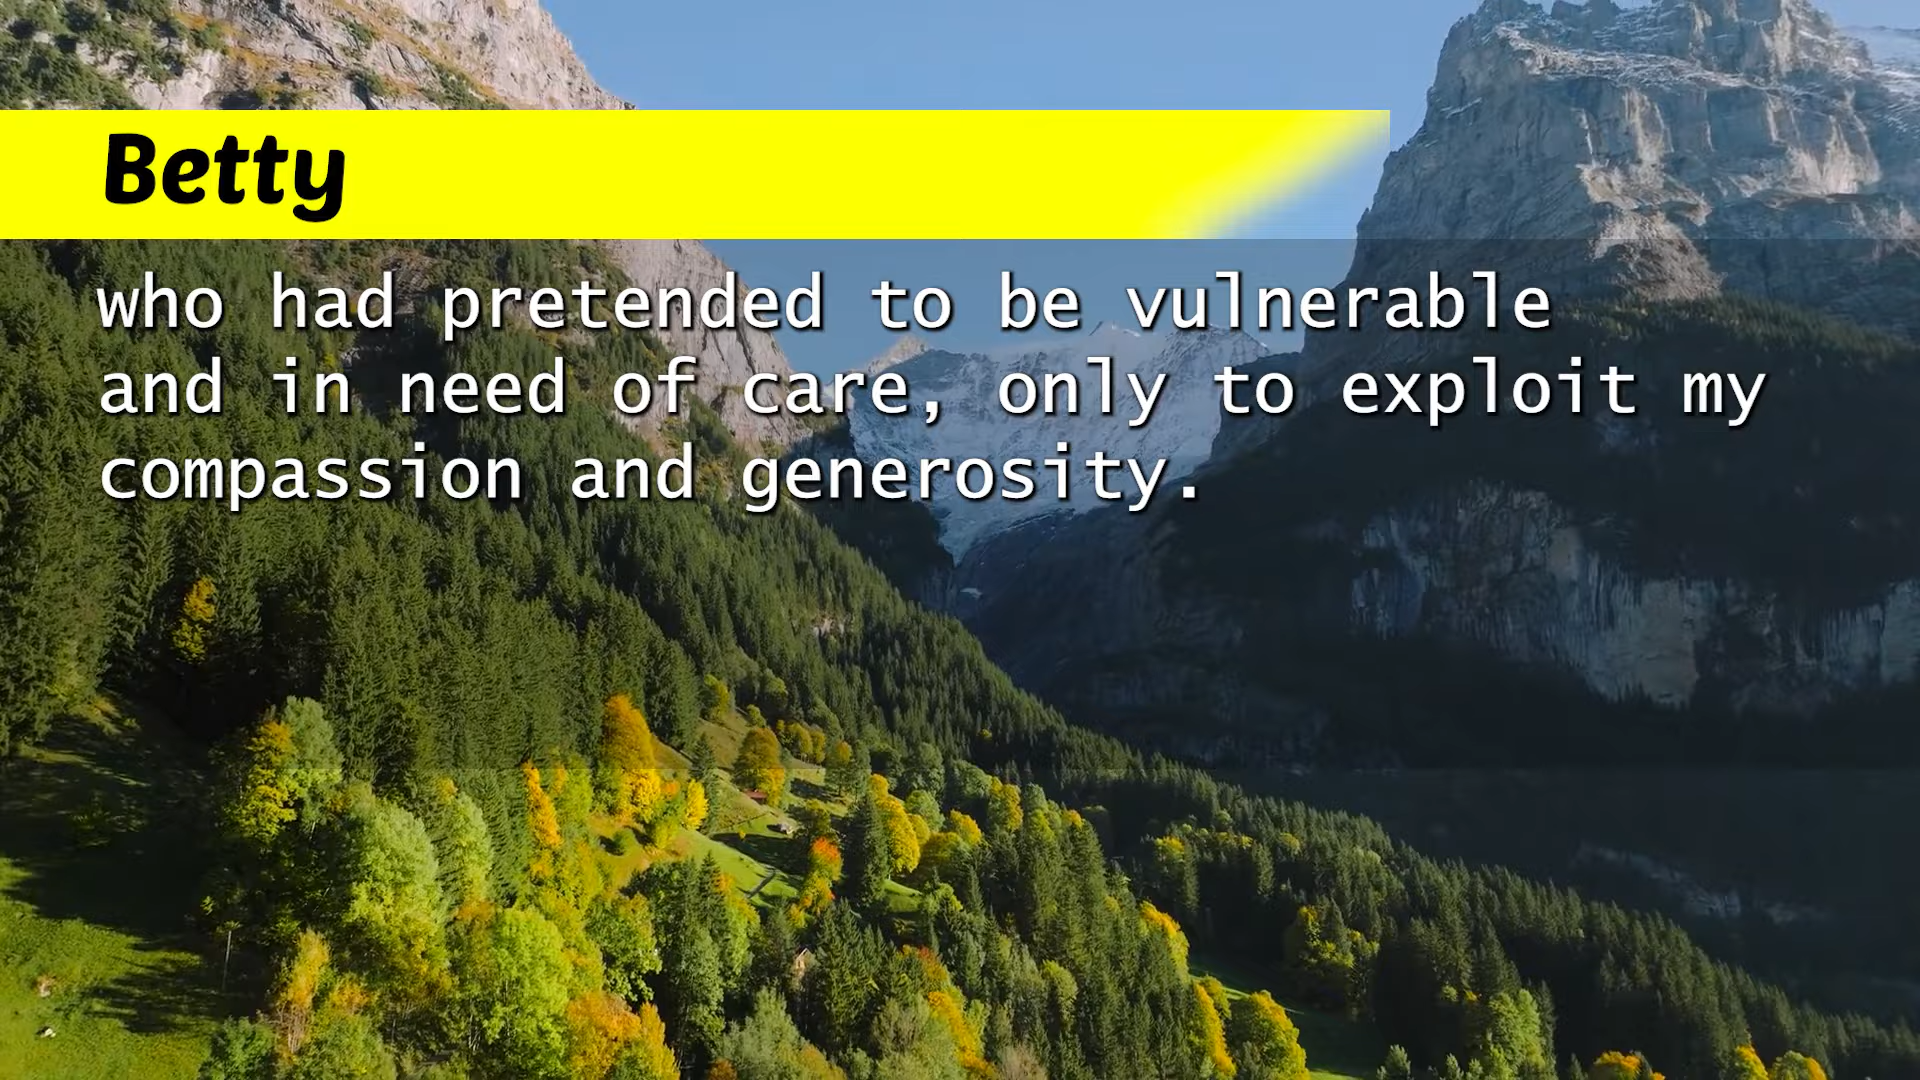 Betty
who had pretended to be vulnerable
and in need of care, only to exploit my
compassion and generosity.